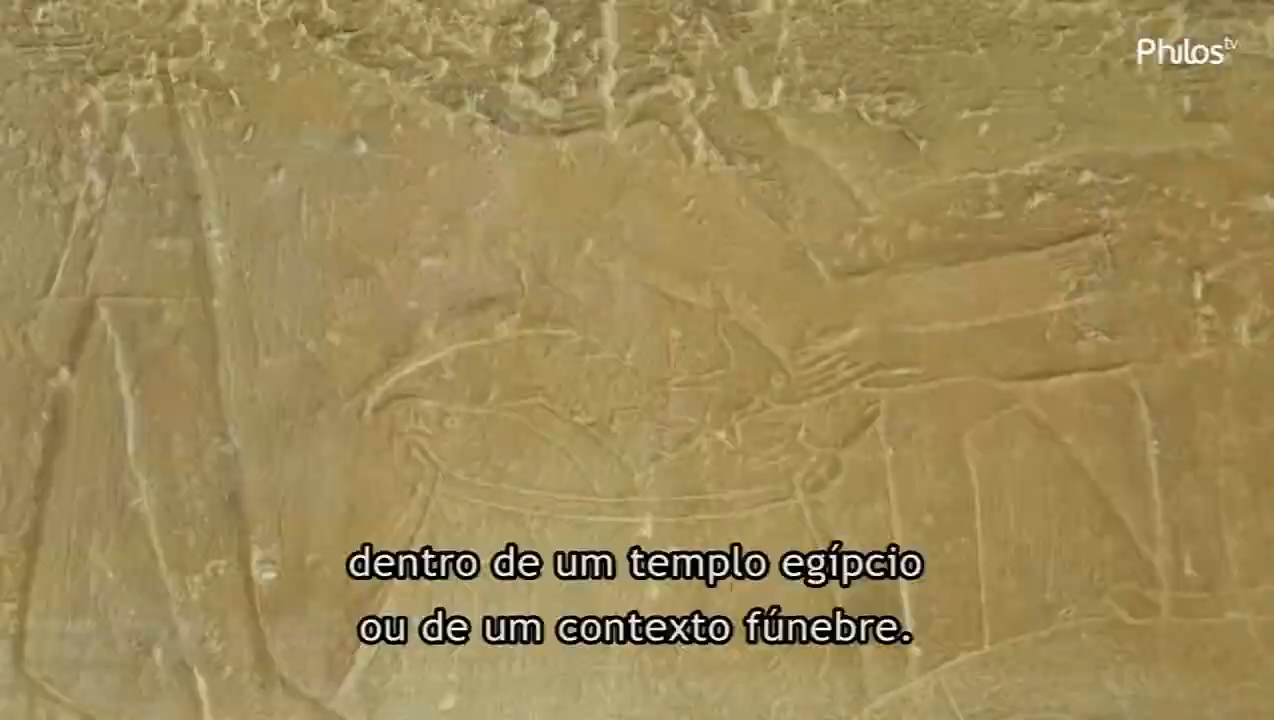 Philos tv
dentro de um templo egípcio
ou de um contexto fúnebre.